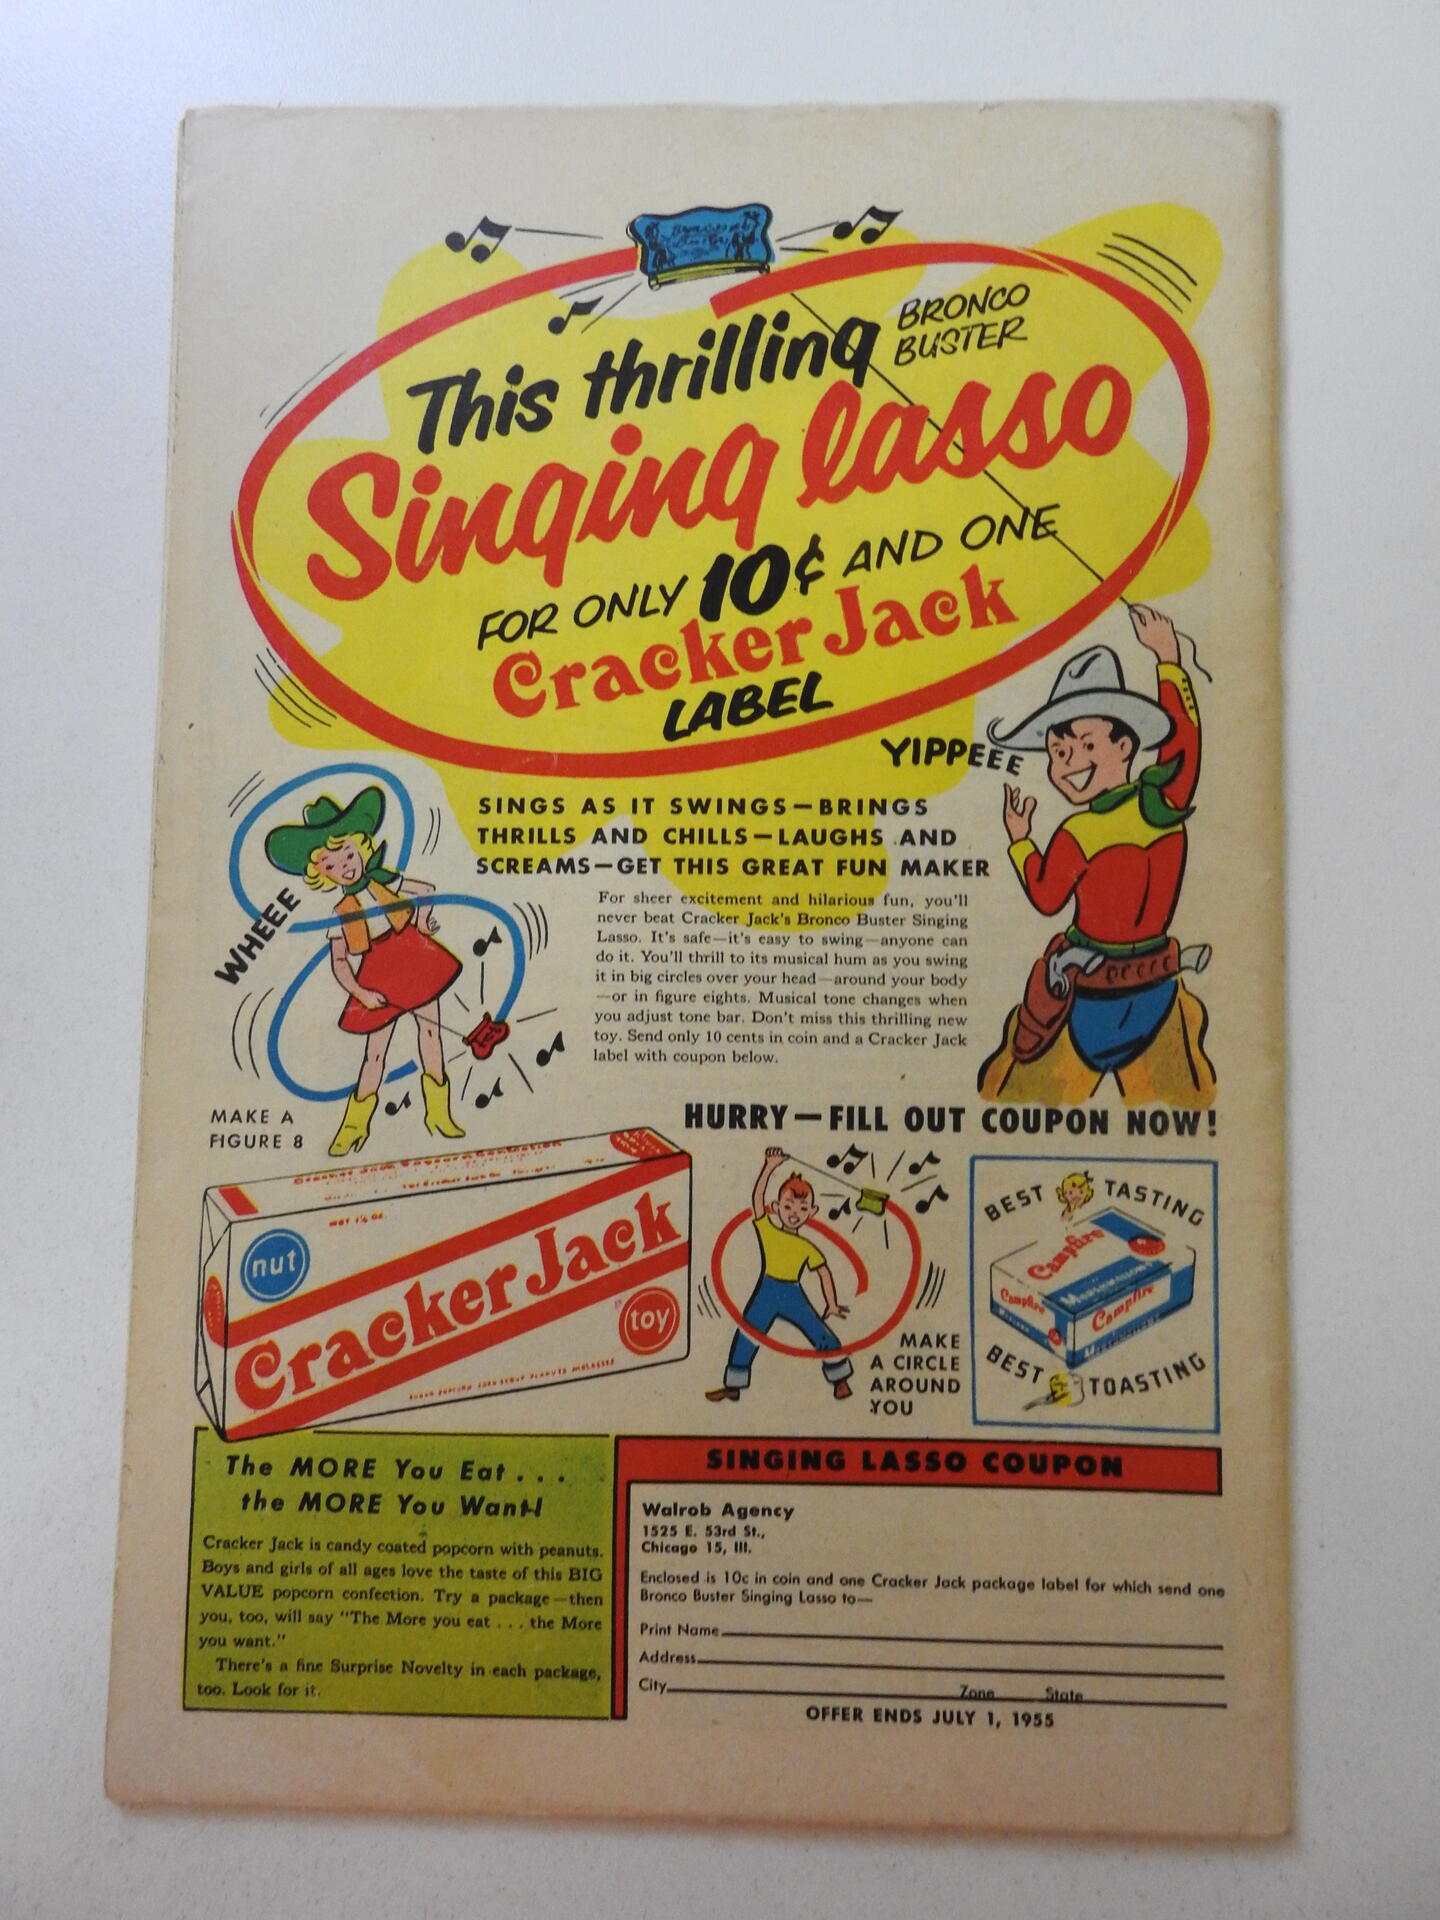 This thrilling
BRONCO
BUSTER
Singing lasso
FOR ONLY 10¢ AND ONE
Cracker Jack
LABEL
YIPPEEE
SINGS AS IT SWINGS—BRINGS
THRILLS AND CHILLS—LAUGHS AND
SCREAMS—GET THIS GREAT FUN MAKER
WHEEE
For sheer excitement and hilarious fun, you'll
never beat Cracker Jack's Bronco Buster Singing
Lasso. It's safe—it's easy to swing—anyone can
do it. You'll thrill to its musical hum as you swing
it in big circles over your head—around your body
—or in figure eights. Musical tone changes when
you adjust tone bar. Don't miss this thrilling new
toy. Send only 10 cents in coin and a Cracker Jack
label with coupon below.
MAKE A
FIGURE 8
HURRY—FILL OUT COUPON NOW!
nut
Cracker Jack
toy
MAKE
A CIRCLE
AROUND
YOU
BEST TASTING
Campfire
Campfire
Campfire
BEST TOASTING
The MORE You Eat . . .
the MORE You Want!
Cracker Jack is candy coated popcorn with peanuts.
Boys and girls of all ages love the taste of this BIG
VALUE popcorn confection. Try a package—then
you, too, will say "The More you eat . . . the More
you want."
There's a fine Surprise Novelty in each package,
too. Look for it.
SINGING LASSO COUPON
Walrob Agency
1525 E. 53rd St.,
Chicago 15, Ill.
Enclosed is 10c in coin and one Cracker Jack package label for which send one
Bronco Buster Singing Lasso to—
Print Name
Address
City Zone State
OFFER ENDS JULY 1, 1955